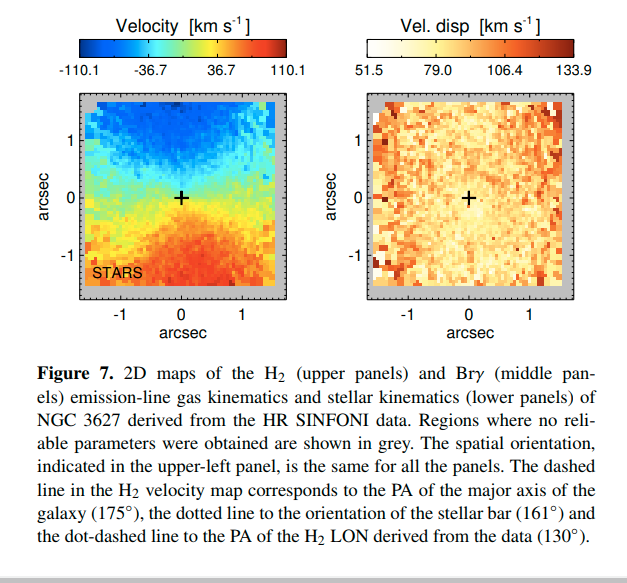 Velocity [km s⁻¹]
Vel. disp [km s⁻¹]
-110.1 -36.7 36.7 110.1
51.5 79.0 106.4 133.9
1
0
-1
arcsec
STARS
-1 0 1
arcsec
1
0
-1
arcsec
-1 0 1
arcsec
Figure 7. 2D maps of the H₂ (upper panels) and Brγ (middle pan-
els) emission-line gas kinematics and stellar kinematics (lower panels) of
NGC 3627 derived from the HR SINFONI data. Regions where no reli-
able parameters were obtained are shown in grey. The spatial orientation,
indicated in the upper-left panel, is the same for all the panels. The dashed
line in the H₂ velocity map corresponds to the PA of the major axis of the
galaxy (175°), the dotted line to the orientation of the stellar bar (161°) and
the dot-dashed line to the PA of the H₂ LON derived from the data (130°).